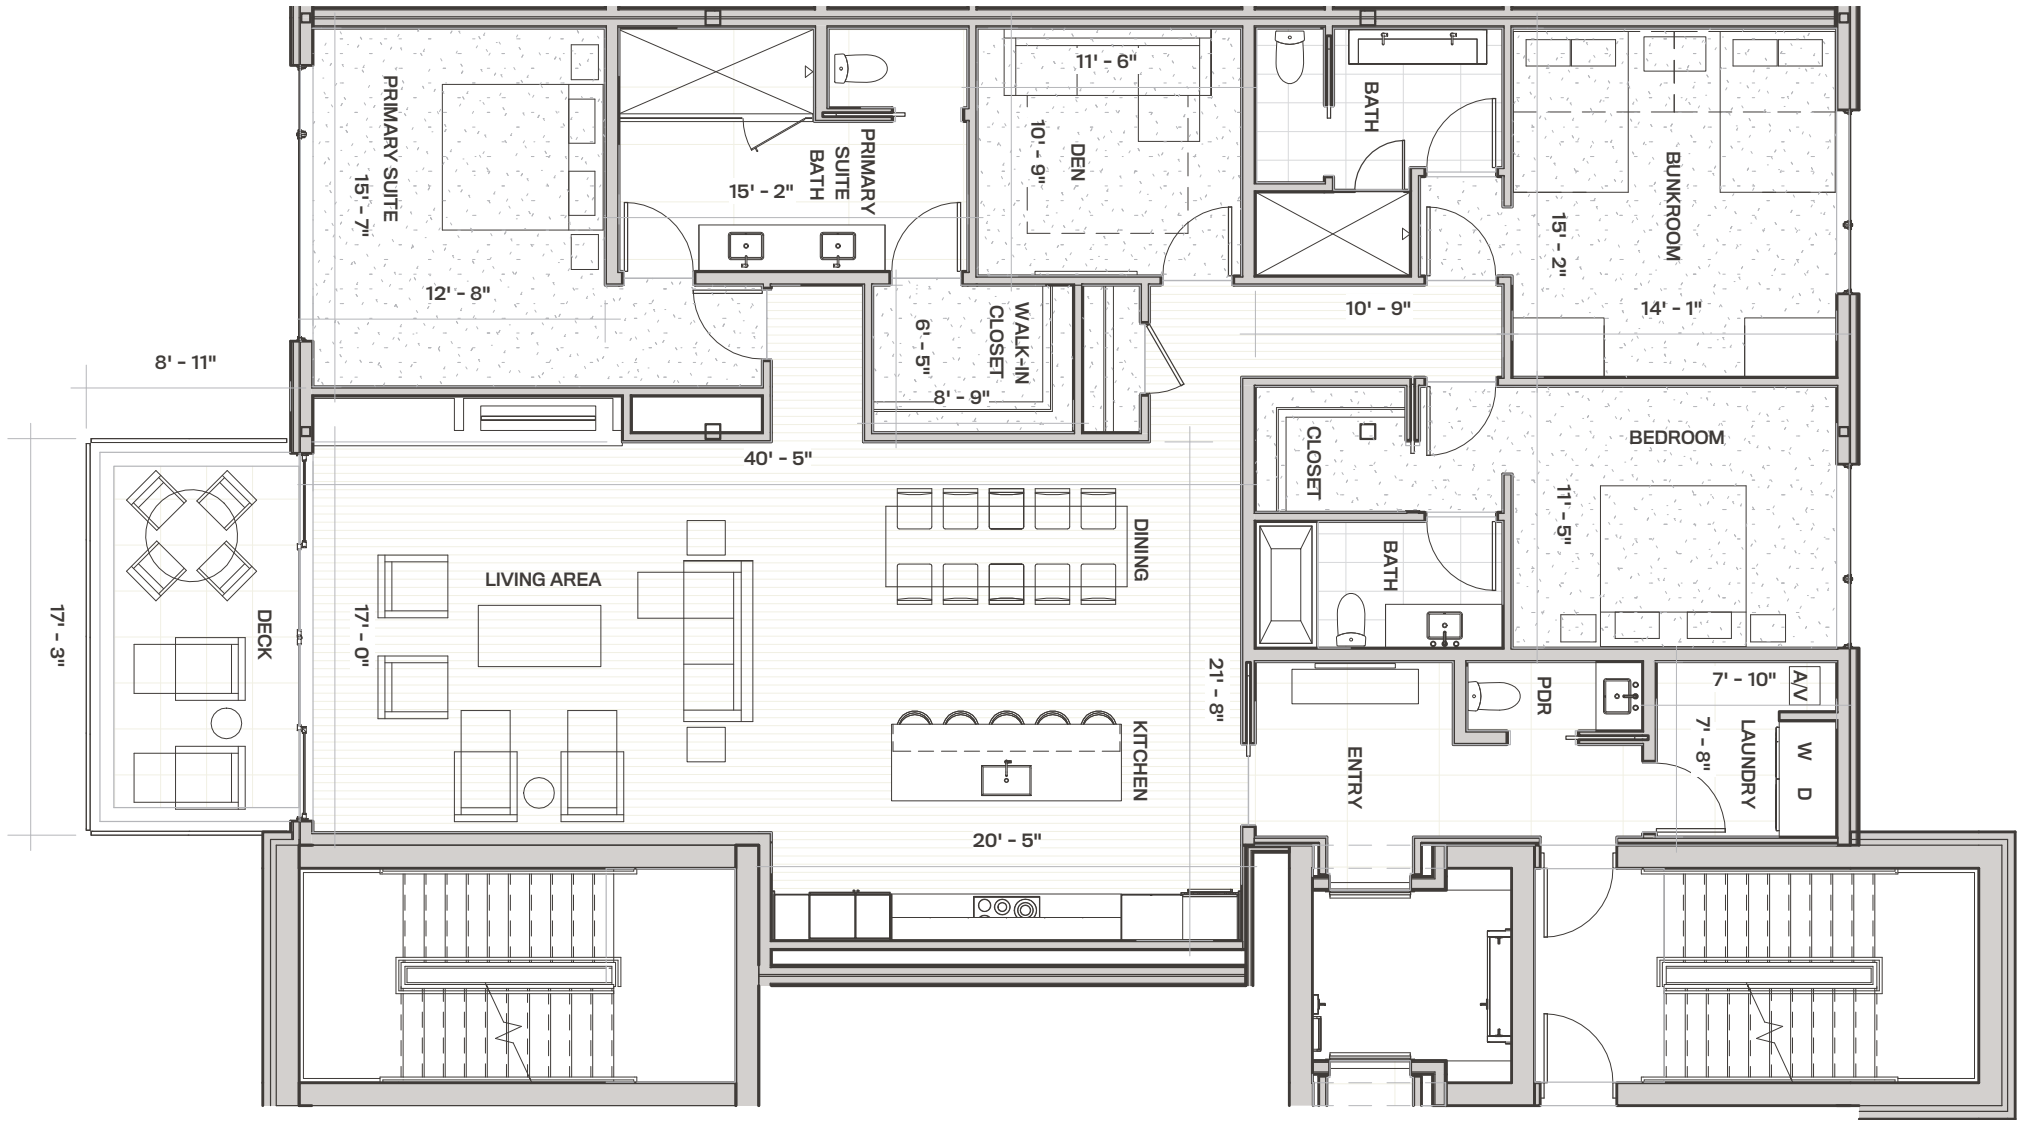 PRIMARY SUITE
15' - 7"
12' - 8"
PRIMARY
SUITE
BATH
15' - 2"
11' - 6"
10' - 9"
DEN
BATH
BUNKROOM
15' - 2"
14' - 1"
10' - 9"
WALK-IN
CLOSET
6' - 5"
8' - 9"
8' - 11"
40' - 5"
CLOSET
BEDROOM
11' - 5"
BATH
DINING
LIVING AREA
DECK
17' - 3"
17' - 0"
21' - 8"
KITCHEN
20' - 5"
ENTRY
PDR
7' - 10"
A/V
7' - 8"
LAUNDRY
W
D